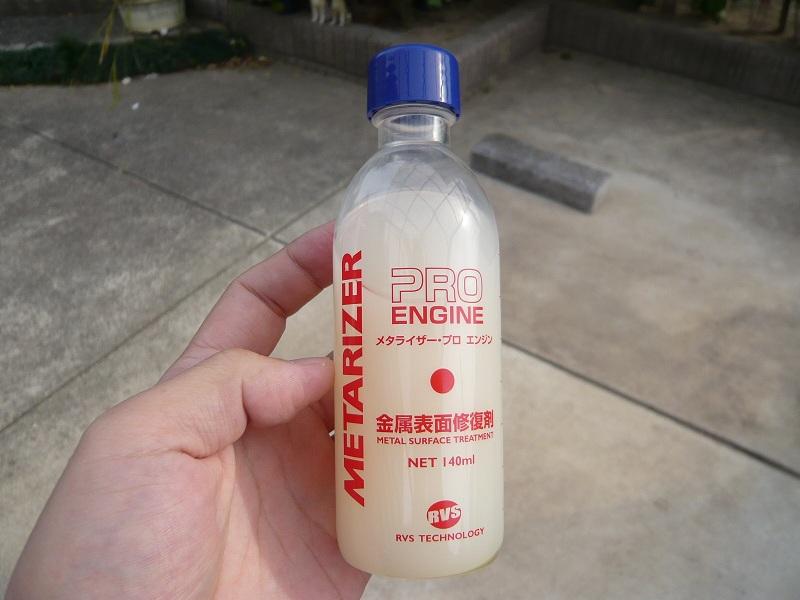 METARIZER
PRO
ENGINE
メタライザー・プロ エンジン
金属表面修復剤
METAL SURFACE TREATMENT
NET 140ml
RVS
RVS TECHNOLOGY